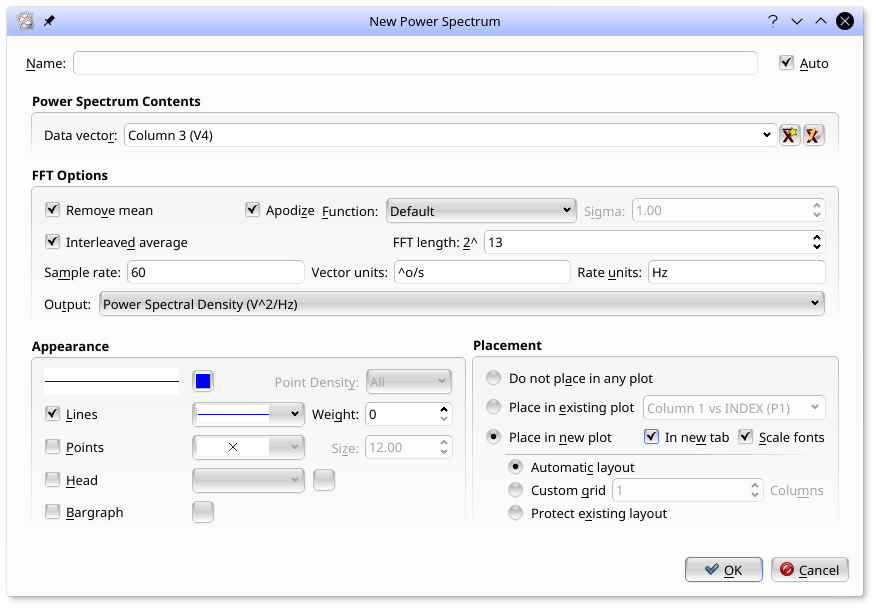 New Power Spectrum
Name:
Auto
Power Spectrum Contents
Data vector: Column 3 (V4)
FFT Options
Remove mean
Apodize Function: Default Sigma: 1.00
Interleaved average
FFT length: 2^ 13
Sample rate: 60 Vector units: ^o/s Rate units: Hz
Output: Power Spectral Density (V^2/Hz)
Appearance
Point Density: All
Lines
Weight: 0
Points
Size: 12.00
Head
Bargraph
Placement
Do not place in any plot
Place in existing plot Column 1 vs INDEX (P1)
Place in new plot In new tab Scale fonts
Automatic layout
Custom grid 1 Columns
Protect existing layout
OK Cancel